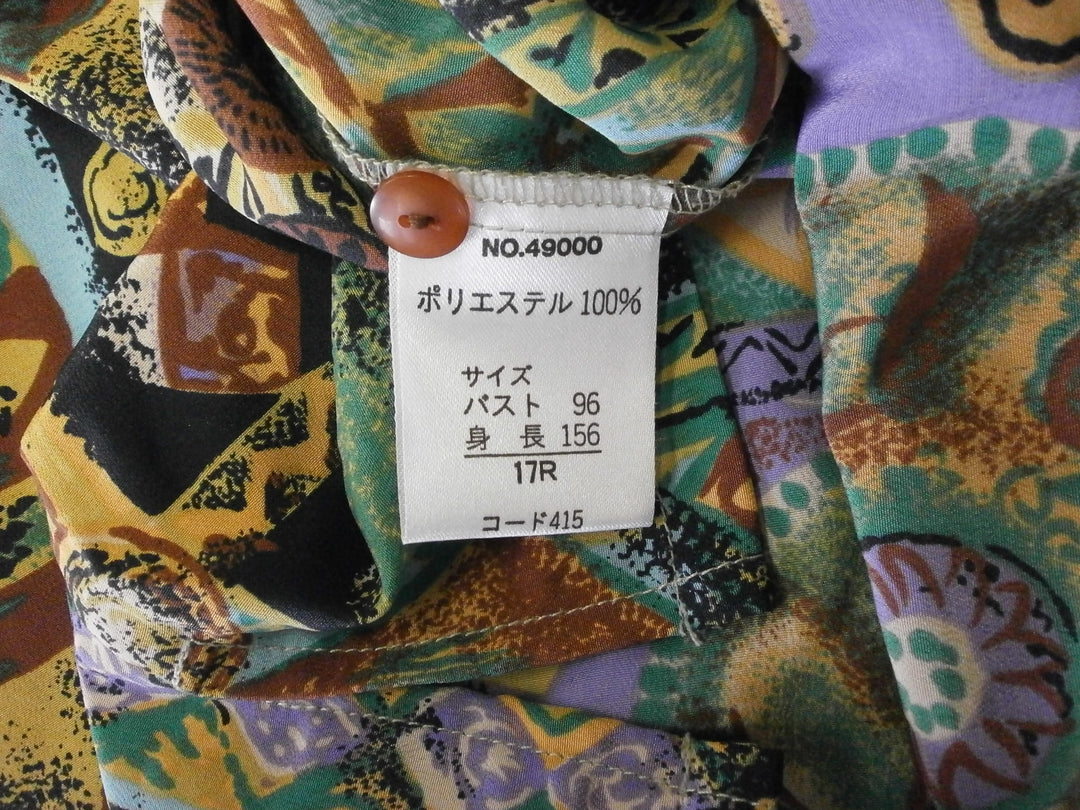 NO.49000
ポリエステル 100%
サイズ
バスト 96
身 長 156
17R
コード415